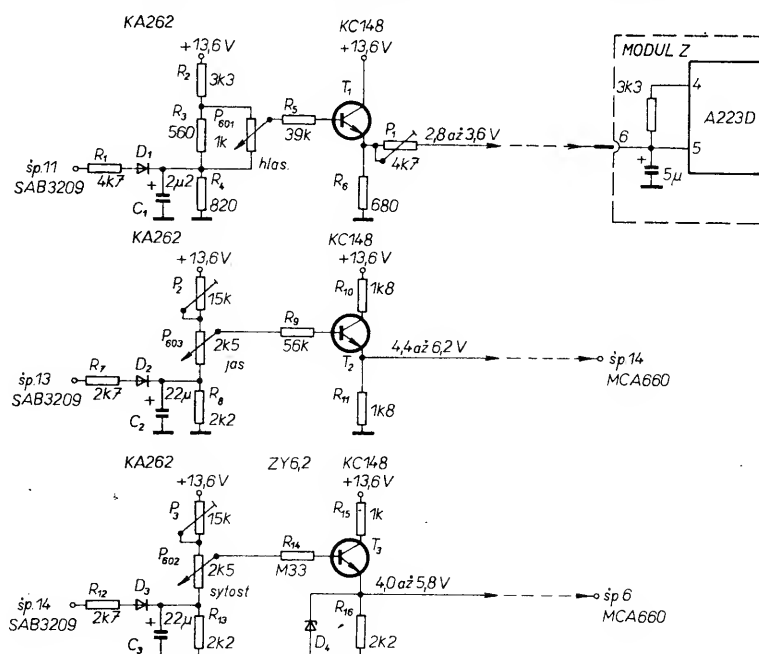 KA262
KC148
+13,6 V
+13,6 V
MODUL Z
R2
3k3
3k3
4
A223D
R3
560
P601
1k
R5
39k
T1
P1
2,8 až 3,6 V
6
5
hlas.
4k7
+
5µ
šp.11
SAB3209
R1
4k7
D1
+
2µ2
C1
R4
820
R6
680
KA262
KC148
+13,6 V
+13,6 V
P2
15k
R10
1k8
P603
2k5
R9
56k
T2
4,4 až 6,2 V
šp.14
MCA660
jas
šp.13
SAB3209
R7
2k7
D2
+
22µ
C2
R8
2k2
R11
1k8
KA262
ZY6,2
KC148
+13,6 V
+13,6 V
P3
15k
R15
1k
P602
2k5
R14
M33
T3
sytost
4,0 až 5,8 V
šp 6
MCA660
šp.14
SAB3209
R12
2k7
D3
+
22µ
C3
R13
2k2
D4
R16
2k2